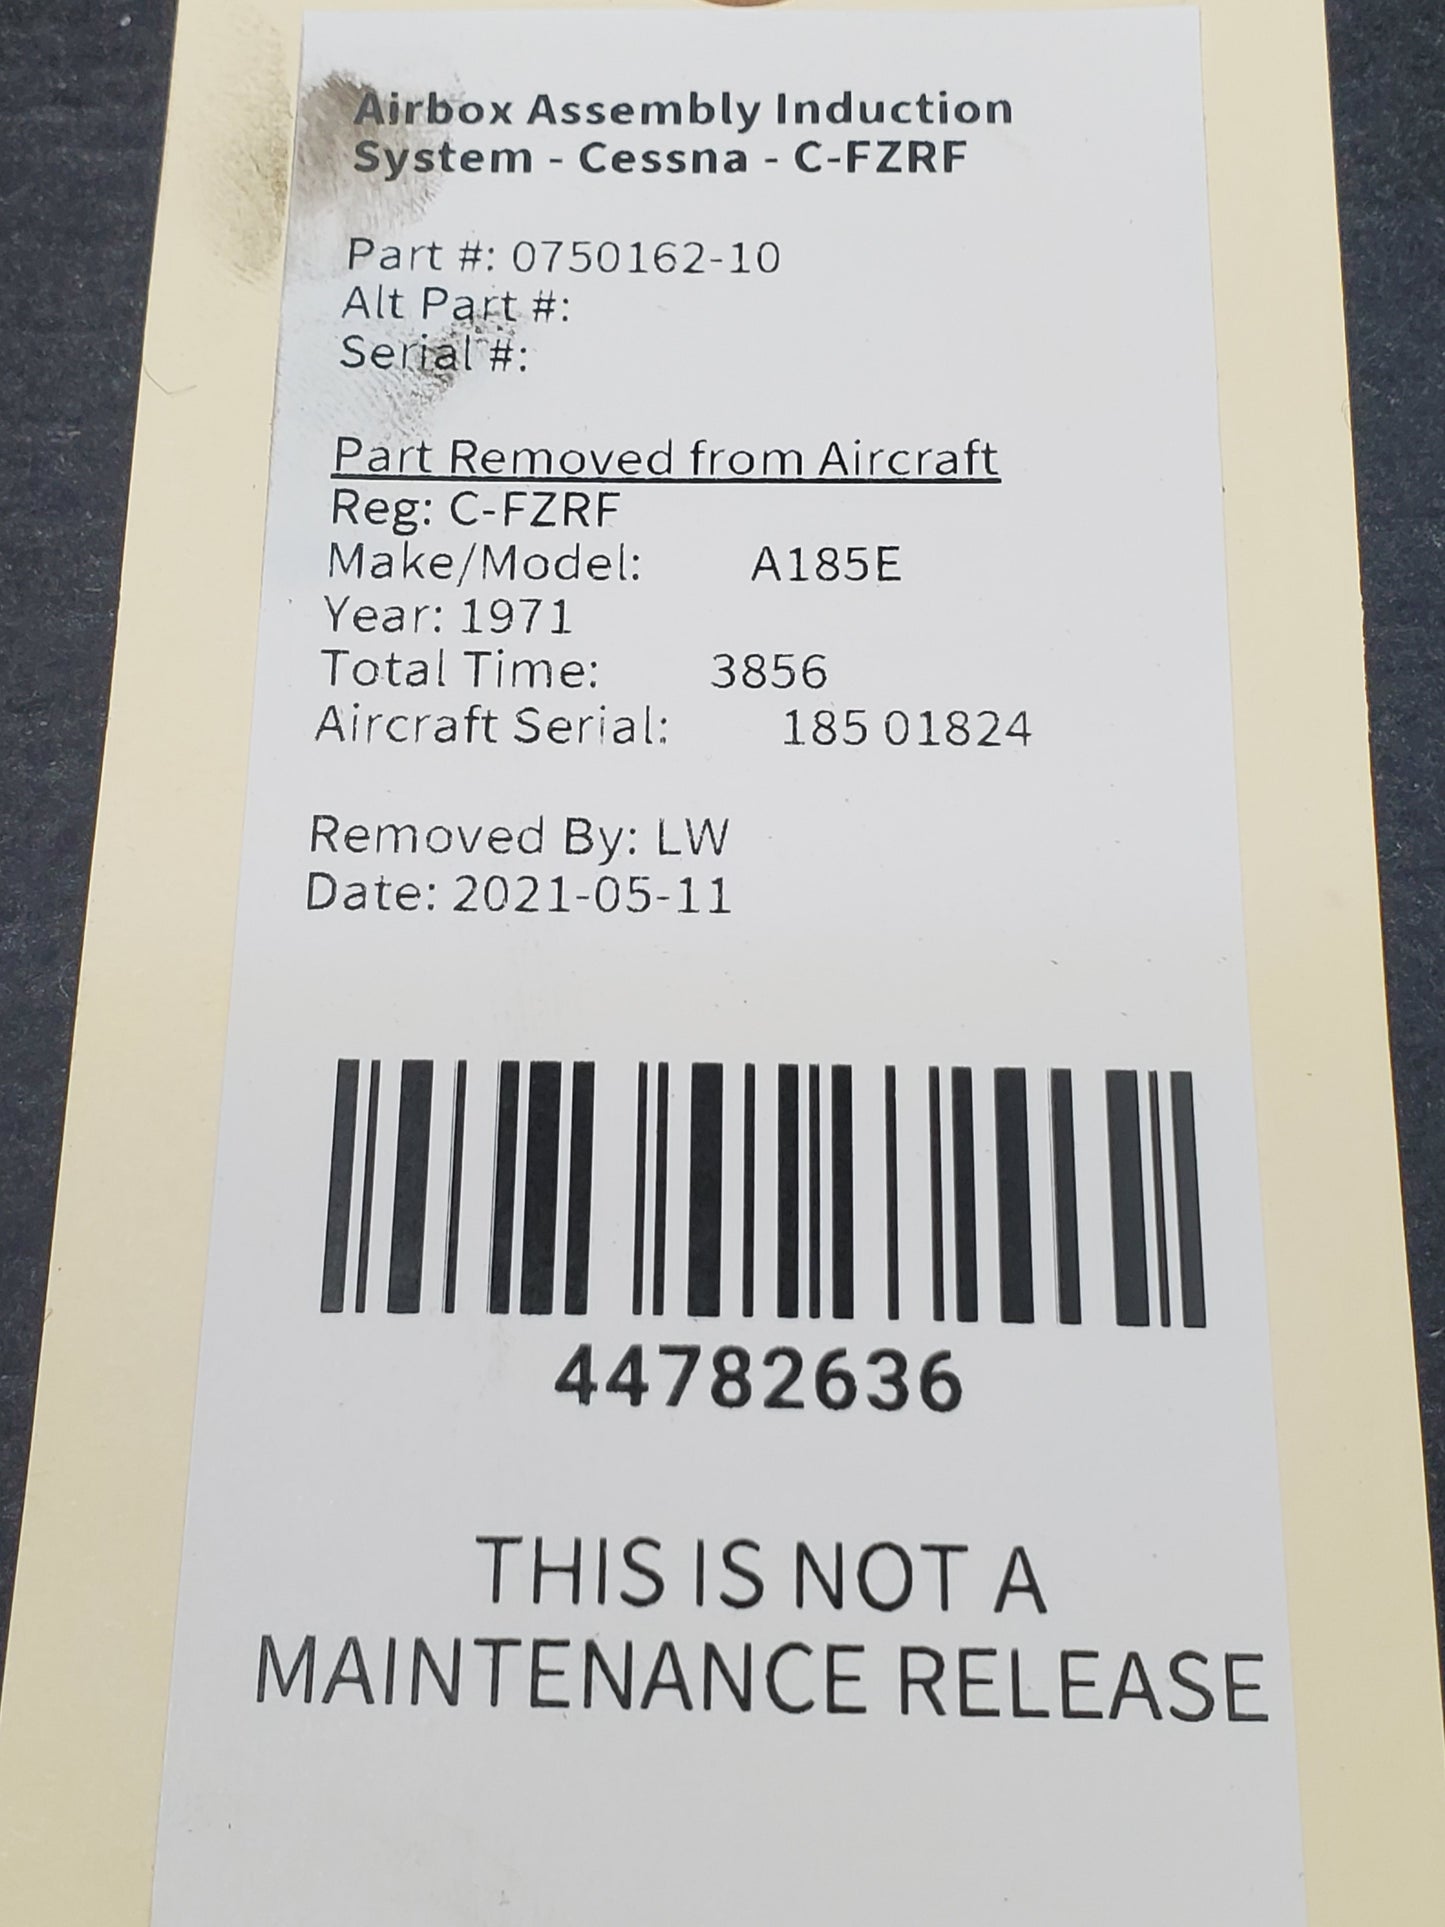 Airbox Assembly Induction
System - Cessna - C-FZRF
Part #: 0750162-10
Alt Part #:
Serial #:
Part Removed from Aircraft
Reg: C-FZRF
Make/Model: A185E
Year: 1971
Total Time: 3856
Aircraft Serial: 185 01824
Removed By: LW
Date: 2021-05-11
44782636
THIS IS NOT A
MAINTENANCE RELEASE